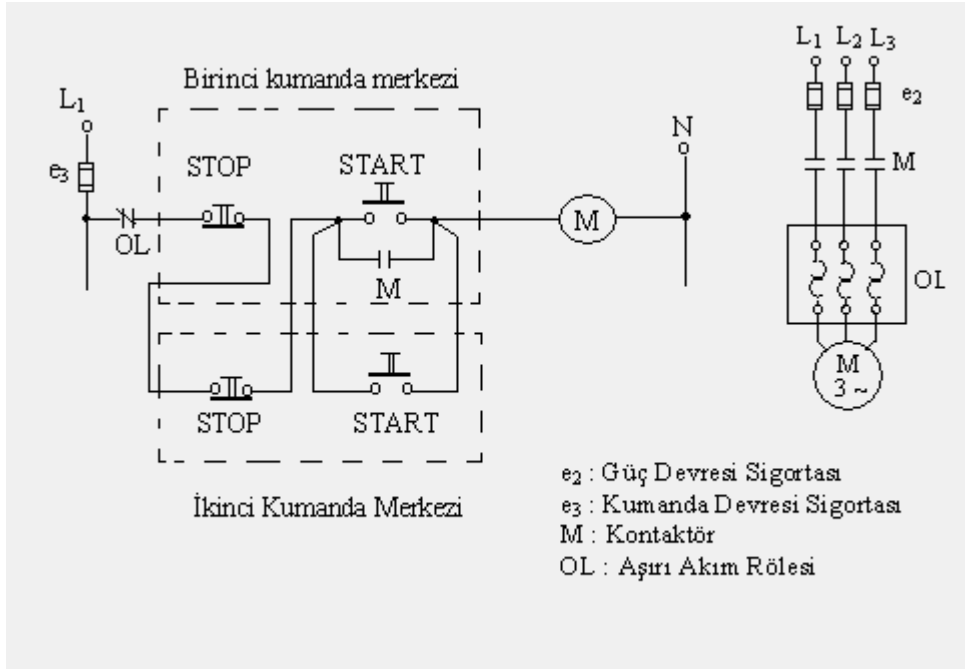 L1 L2 L3
Birinci kumanda merkezi
e2
L1
N
STOP START
M
e3
M
OL
M
OL
M
3 ~
STOP START
İkinci Kumanda Merkezi
e2 : Güç Devresi Sigortası
e3 : Kumanda Devresi Sigortası
M : Kontaktör
OL : Aşırı Akım Rölesi